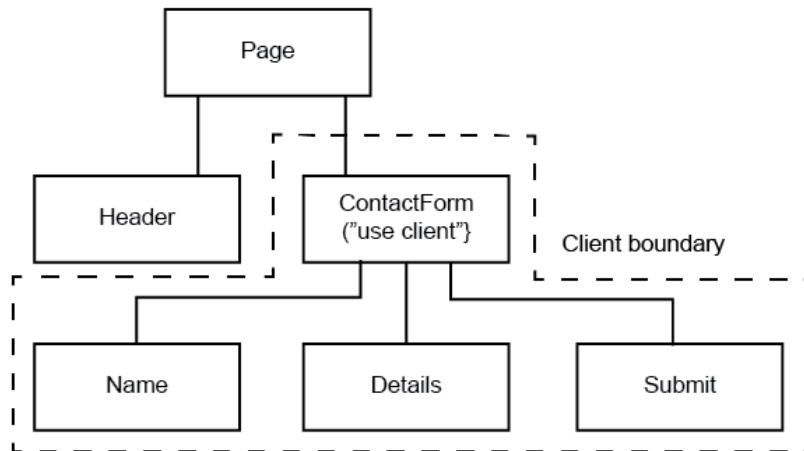 Page
Header
ContactForm
(”use client”}
Client boundary
Name
Details
Submit